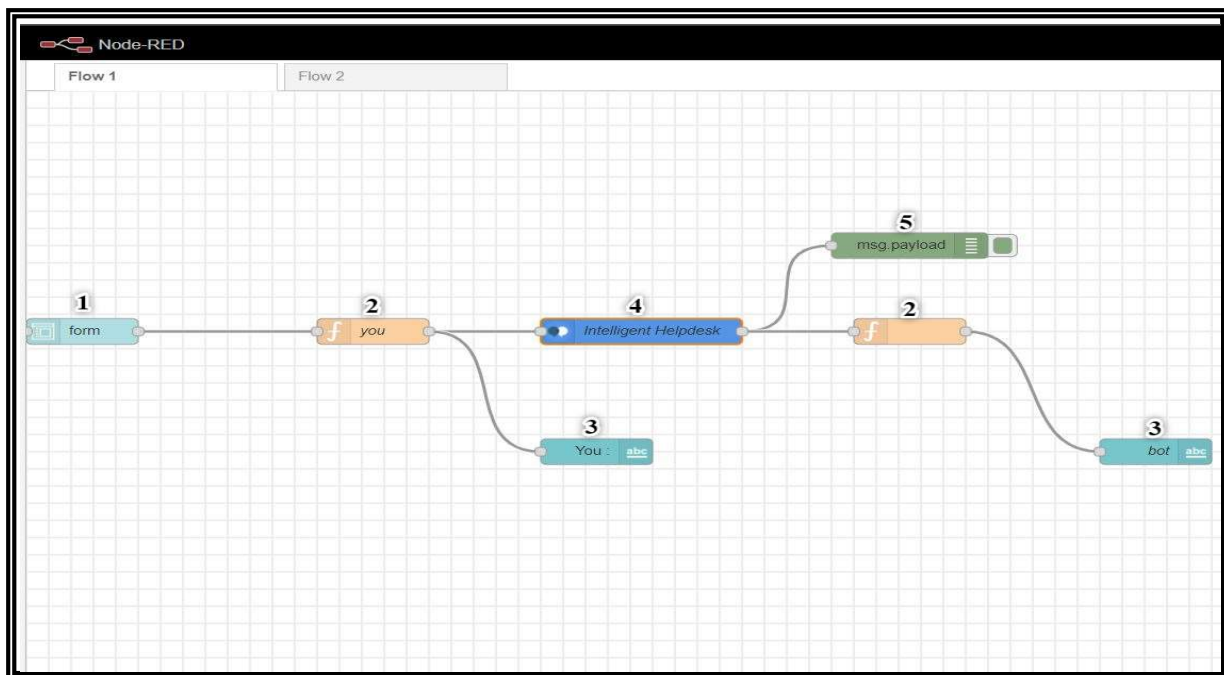 Node-RED
Flow 1 Flow 2
5
msg.payload
1 2 4 2
form you Intelligent Helpdesk
3 3
You : abc bot abc